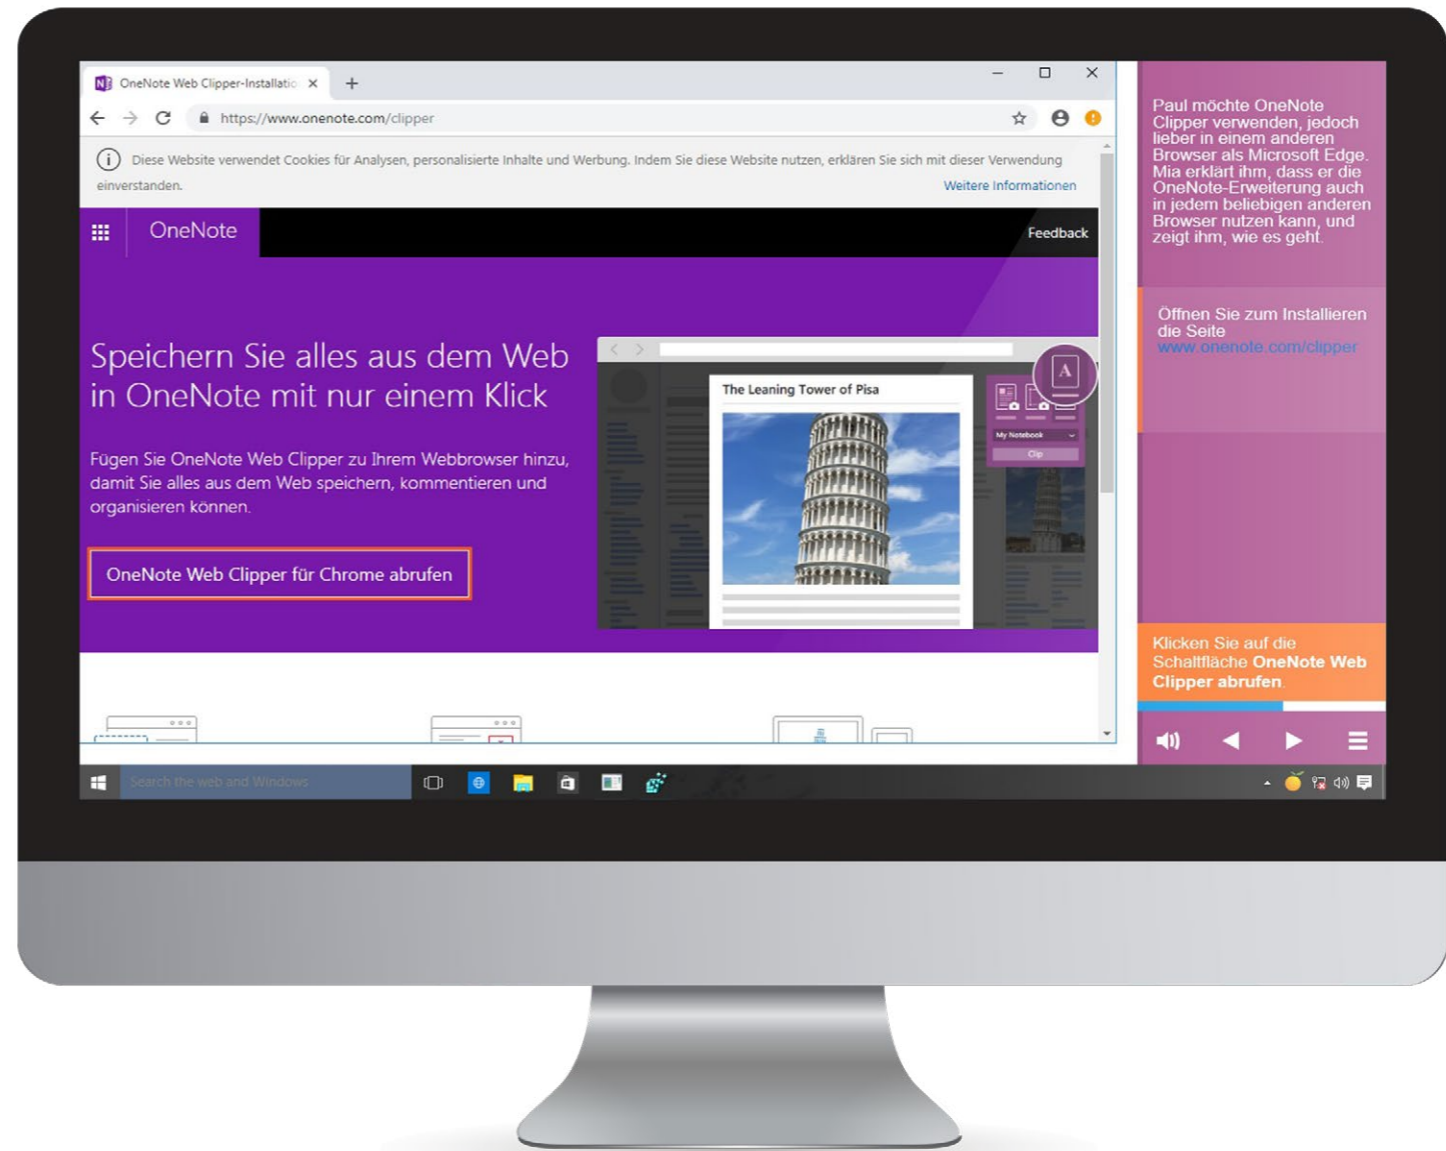 OneNote Web Clipper-Installatio
https://www.onenote.com/clipper
Diese Website verwendet Cookies für Analysen, personalisierte Inhalte und Werbung. Indem Sie diese Website nutzen, erklären Sie sich mit dieser Verwendung
einverstanden.
Weitere Informationen
OneNote
Feedback
Speichern Sie alles aus dem Web
in OneNote mit nur einem Klick
Fügen Sie OneNote Web Clipper zu Ihrem Webbrowser hinzu,
damit Sie alles aus dem Web speichern, kommentieren und
organisieren können.
OneNote Web Clipper für Chrome abrufen
The Leaning Tower of Pisa
A
My Notebook
Clip
Search the web and Windows
Paul möchte OneNote
Clipper verwenden, jedoch
lieber in einem anderen
Browser als Microsoft Edge.
Mia erklärt ihm, dass er die
OneNote-Erweiterung auch
in jedem beliebigen anderen
Browser nutzen kann, und
zeigt ihm, wie es geht.
Öffnen Sie zum Installieren
die Seite
www.onenote.com/clipper
Klicken Sie auf die
Schaltfläche OneNote Web
Clipper abrufen.